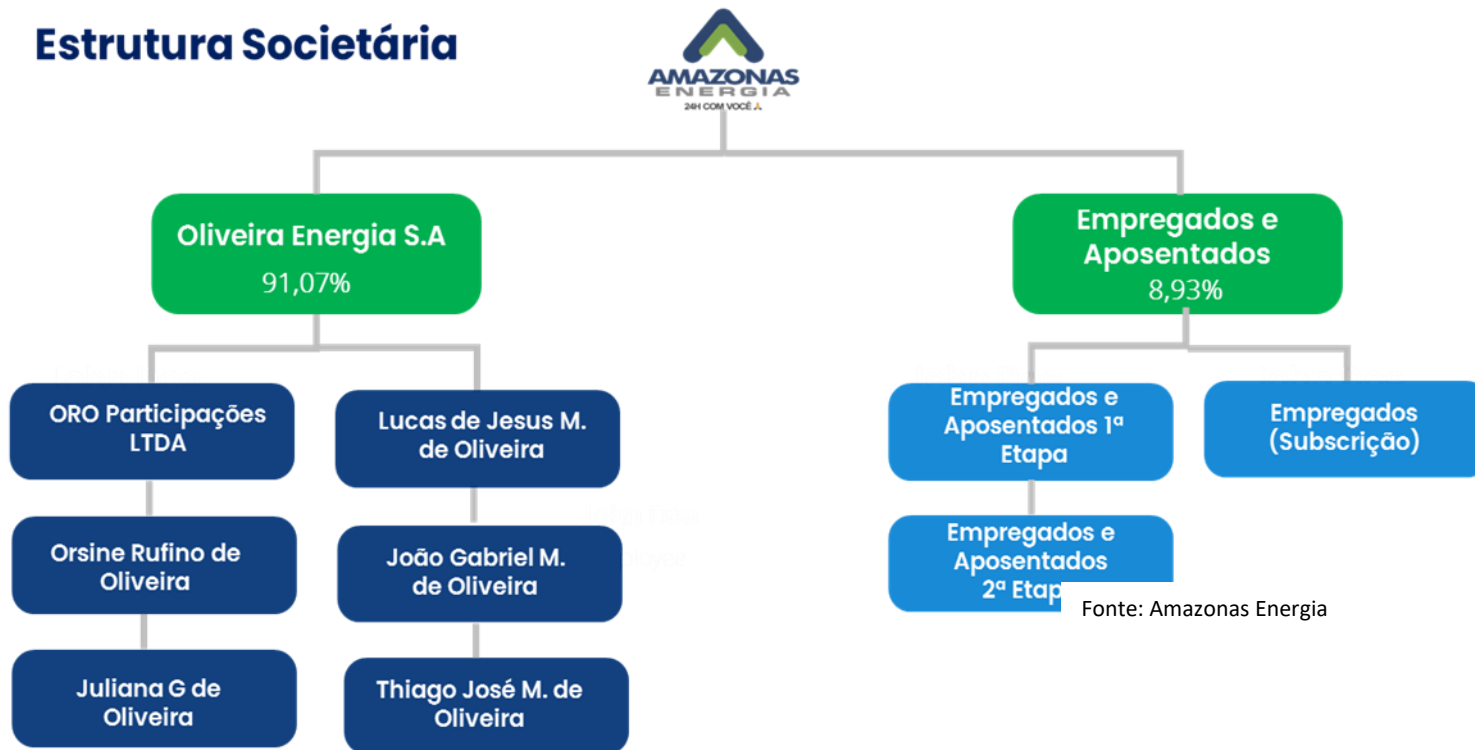 Estrutura Societária
AMAZONAS
ENERGIA
24H COM VOCÊ
Oliveira Energia S.A
91,07%
Empregados e
Aposentados
8,93%
ORO Participações
LTDA
Lucas de Jesus M.
de Oliveira
Empregados e
Aposentados 1ª
Etapa
Empregados
(Subscrição)
Orsine Rufino de
Oliveira
João Gabriel M.
de Oliveira
Empregados e
Aposentados
2ª Etap
Fonte: Amazonas Energia
Juliana G de
Oliveira
Thiago José M. de
Oliveira